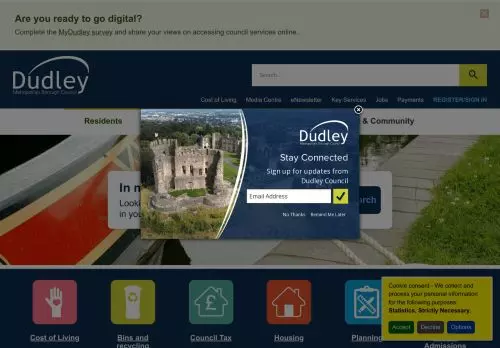 Are you ready to go digital?
Complete the MyDudley survey and share your views on accessing council services online.
Dudley
Metropolitan Borough Council
Search...
Cost of Living Media Centre eNewsletter Key Services Jobs Payments REGISTER/SIGN IN
Residents
& Community
Dudley
Stay Connected
Sign up for updates from
Dudley Council
Email Address
No Thanks Remind Me Later
In n
Looki
in you
arch
Cookie consent - We collect and
process your personal information
for the following purposes:
Statistics, Strictly Necessary.
Accept Decline Options
Cost of Living
Bins and
recycling
Council Tax
Housing
Planning
Admissions